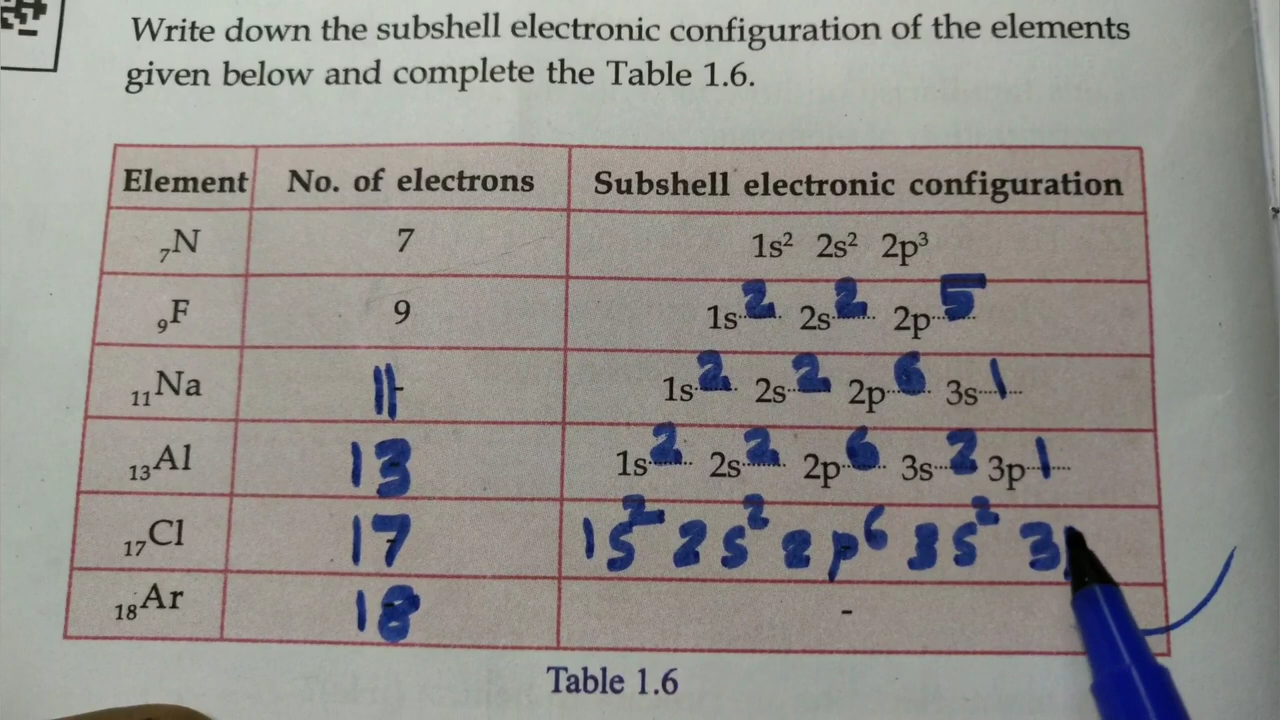 Write down the subshell electronic configuration of the elements
given below and complete the Table 1.6.
Element No. of electrons Subshell electronic configuration
₇N 7 1s² 2s² 2p³
₉F 9 1s² 2s² 2p⁵
₁₁Na 11 1s² 2s² 2p⁶ 3s¹
₁₃Al 13 1s² 2s² 2p⁶ 3s² 3p¹
₁₇Cl 17 1s² 2s² 2p⁶ 3s² 3p
₁₈Ar 18 -
Table 1.6